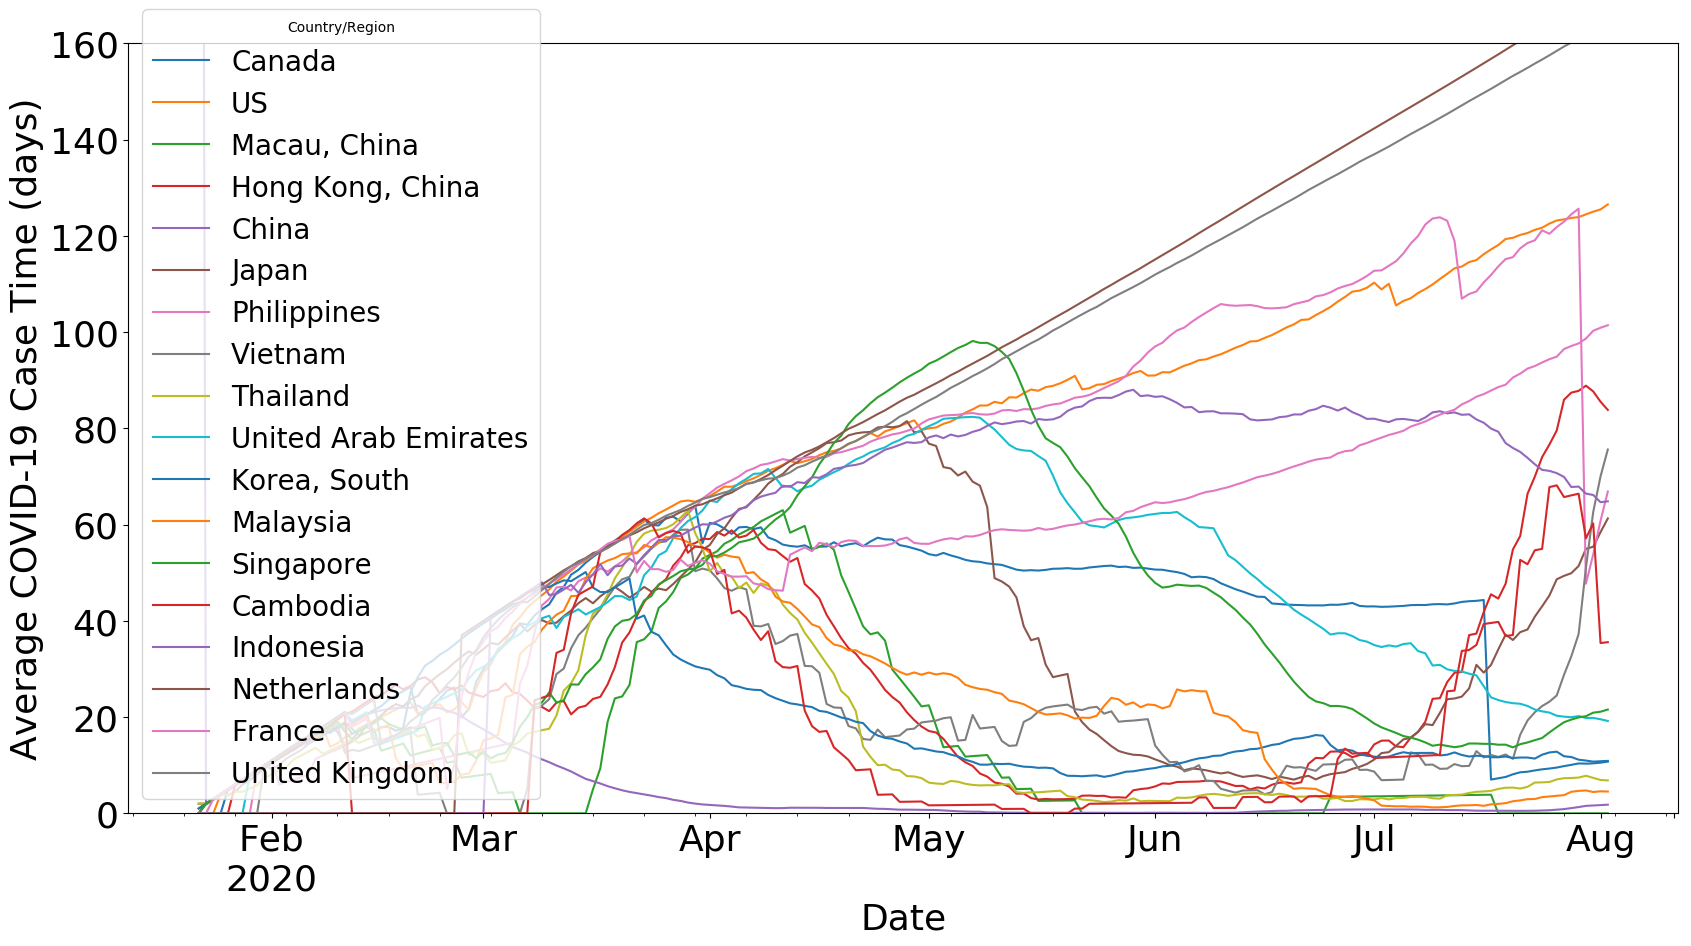 Country/Region
Canada
US
Macau, China
Hong Kong, China
China
Japan
Philippines
Vietnam
Thailand
United Arab Emirates
Korea, South
Malaysia
Singapore
Cambodia
Indonesia
Netherlands
France
United Kingdom
Average COVID-19 Case Time (days)
160
140
120
100
80
60
40
20
0
Feb Mar Apr May Jun Jul Aug
2020
Date